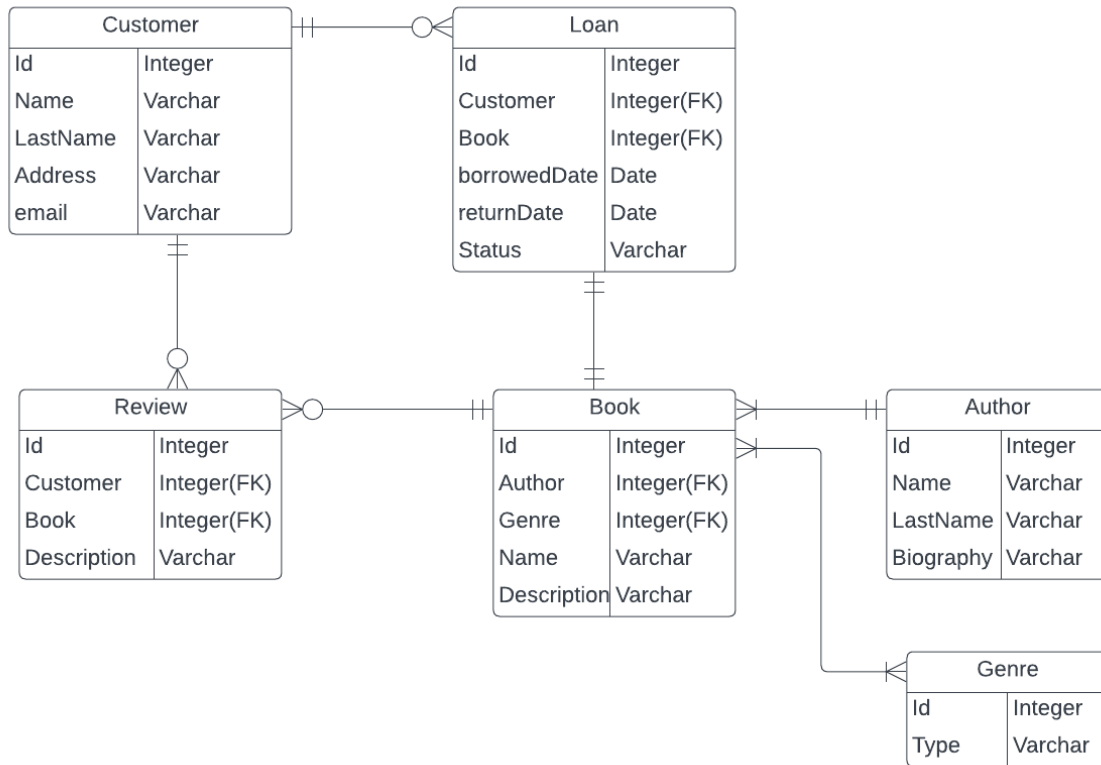 Customer
Id Integer
Name Varchar
LastName Varchar
Address Varchar
email Varchar
Loan
Id Integer
Customer Integer(FK)
Book Integer(FK)
borrowedDate Date
returnDate Date
Status Varchar
Review
Id Integer
Customer Integer(FK)
Book Integer(FK)
Description Varchar
Book
Id Integer
Author Integer(FK)
Genre Integer(FK)
Name Varchar
Description Varchar
Author
Id Integer
Name Varchar
LastName Varchar
Biography Varchar
Genre
Id Integer
Type Varchar